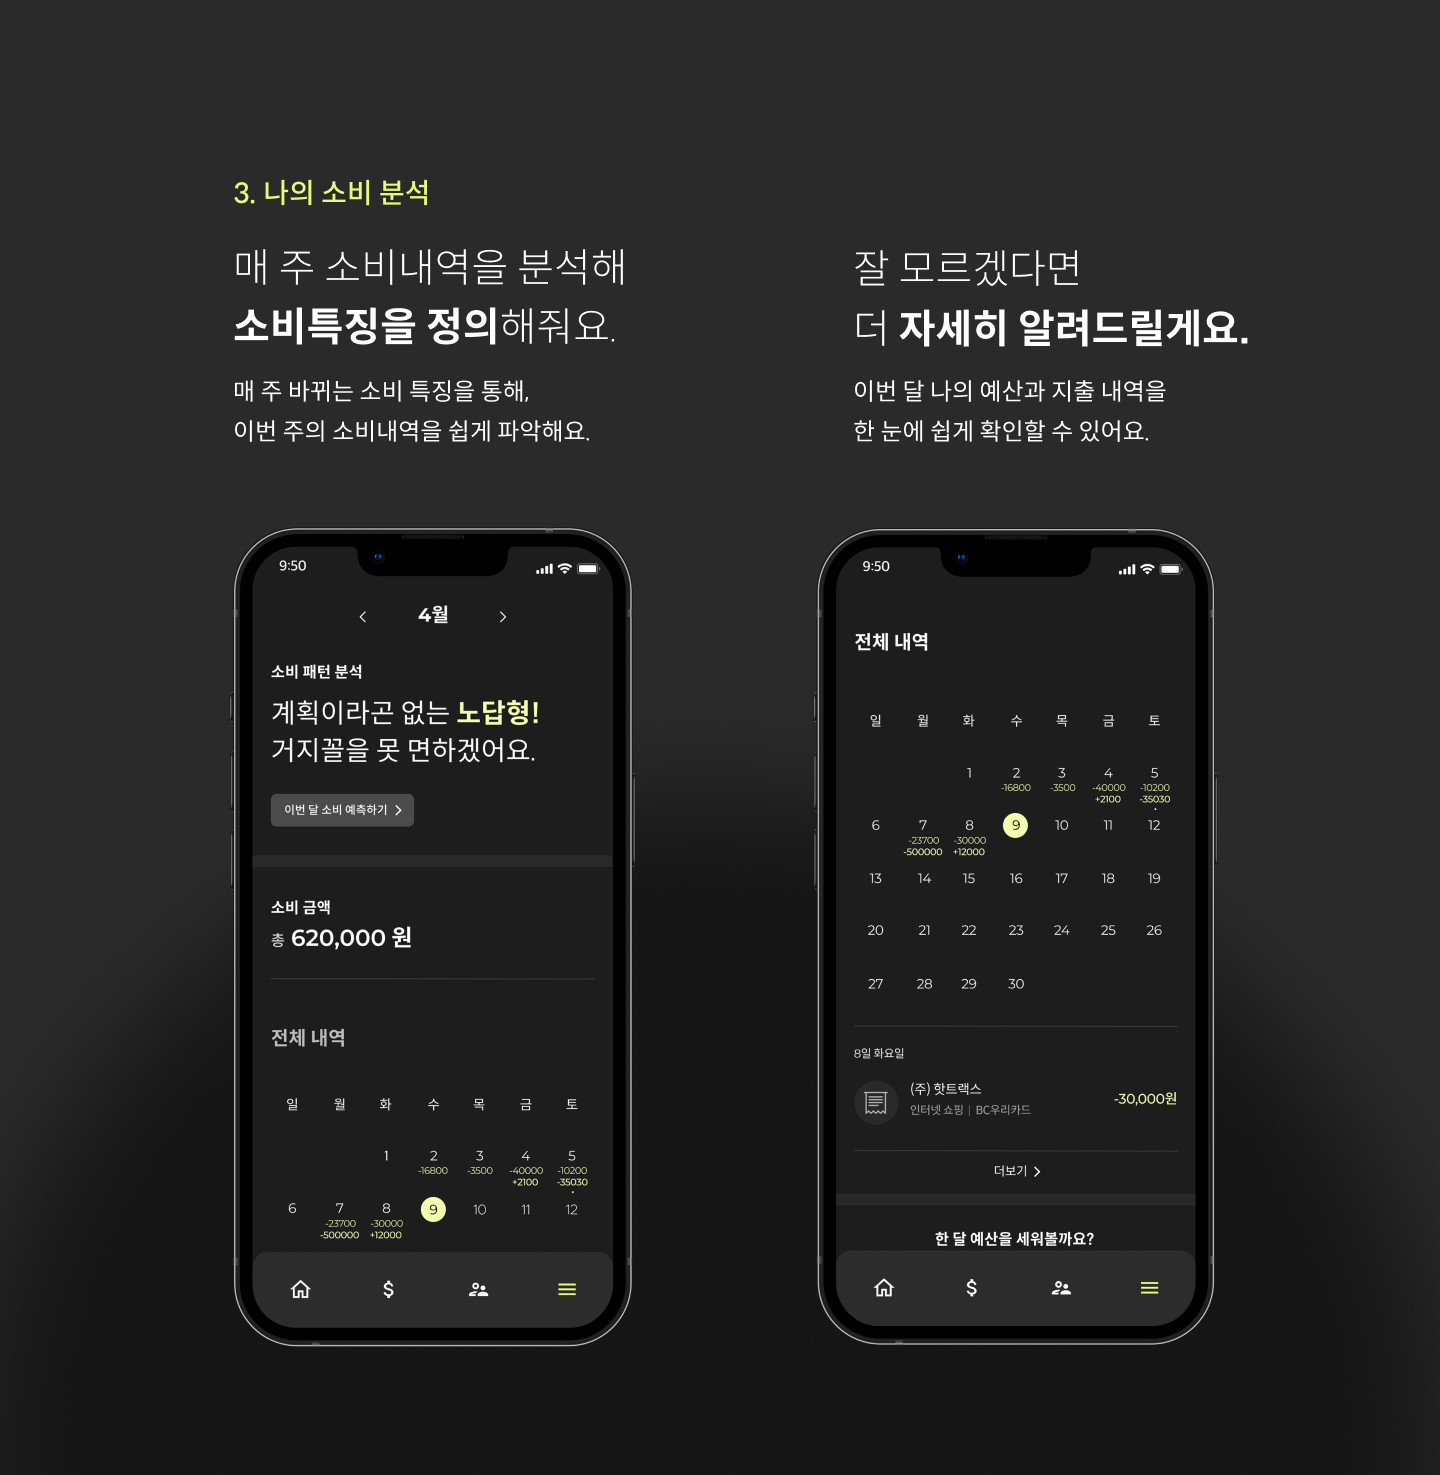 3. 나의 소비 분석
매 주 소비내역을 분석해
소비특징을 정의해줘요.
매 주 바뀌는 소비 특징을 통해,
이번 주의 소비내역을 쉽게 파악해요.
잘 모르겠다면
더 자세히 알려드릴게요.
이번 달 나의 예산과 지출 내역을
한 눈에 쉽게 확인할 수 있어요.
9:50
4월
소비 패턴 분석
계획이라곤 없는 노답형!
거지꼴을 못 면하겠어요.
이번 달 소비 예측하기
소비 금액
총 620,000 원
전체 내역
일 월 화 수 목 금 토
1 2 3 4 5
-16800 -3500 -40000 -10200
+2100 -35030
6 7 8 9 10 11 12
-23700 -30000
-500000 +12000
9:50
전체 내역
일 월 화 수 목 금 토
1 2 3 4 5
-16800 -3500 -40000 -10200
+2100 -35030
6 7 8 9 10 11 12
-23700 -30000
-500000 +12000
13 14 15 16 17 18 19
20 21 22 23 24 25 26
27 28 29 30
8일 화요일
(주) 핫트랙스
인터넷 쇼핑 | BC우리카드
-30,000원
더보기
한 달 예산을 세워볼까요?